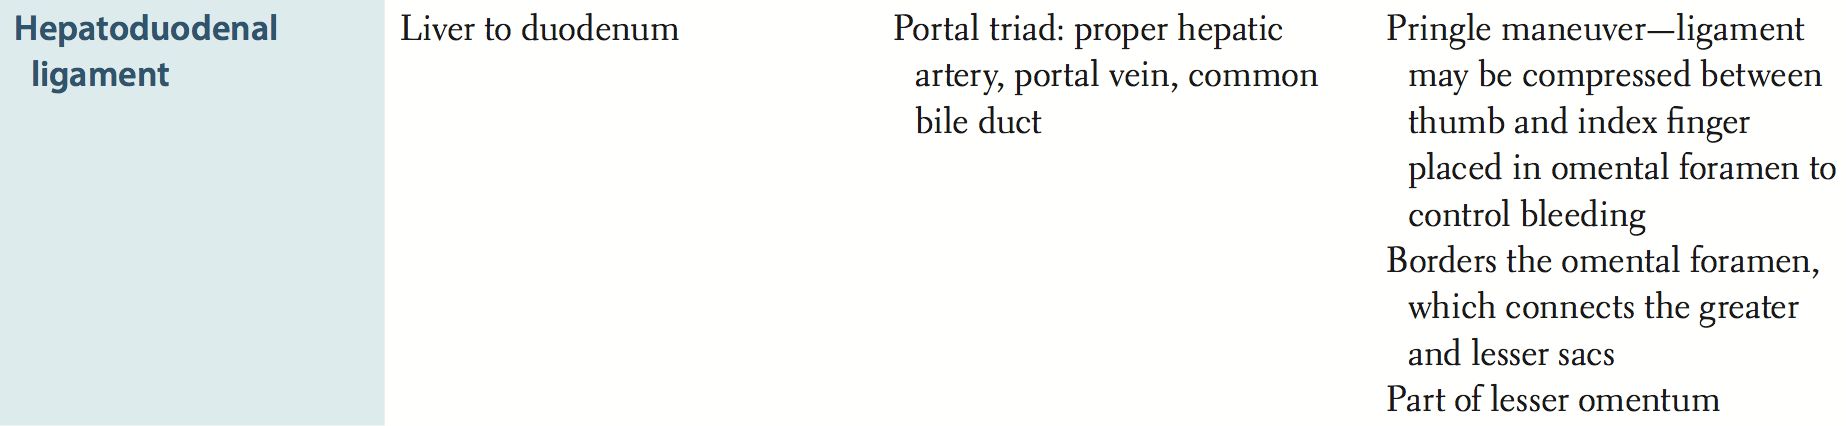 Hepatoduodenal
ligament
Liver to duodenum
Portal triad: proper hepatic
artery, portal vein, common
bile duct
Pringle maneuver—ligament
may be compressed between
thumb and index finger
placed in omental foramen to
control bleeding
Borders the omental foramen,
which connects the greater
and lesser sacs
Part of lesser omentum